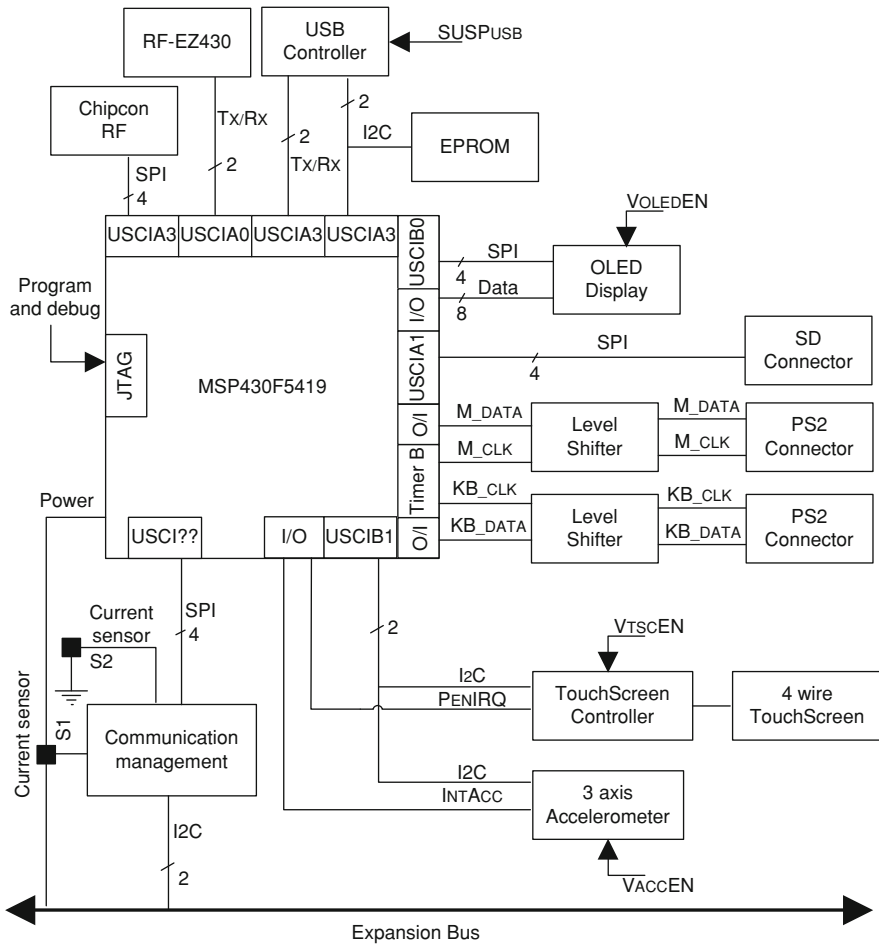 RF-EZ430
USB
Controller
SUSPUSB
Chipcon
RF
SPI
4
TX/RX
2
2
TX/RX
2
I2C
EPROM
USCIA3
USCIA0
USCIA3
USCIA3
USCIB0
I/O
USCIA1
O/I
Timer B
O/I
VOLEDEN
SPI
4
Data
8
OLED
Display
Program
and debug
JTAG
MSP430F5419
SPI
4
SD
Connector
M_DATA
M_CLK
Level
Shifter
M_DATA
M_CLK
PS2
Connector
KB_CLK
KB_DATA
Level
Shifter
KB_CLK
KB_DATA
PS2
Connector
Power
USCI??
I/O
USCIB1
SPI
4
2
Current
sensor
S2
Current sensor
S1
Communication
management
I2C
2
VTSCEN
I2C
PENIRQ
TouchScreen
Controller
4 wire
TouchScreen
I2C
INTACC
3 axis
Accelerometer
VACCEN
Expansion Bus